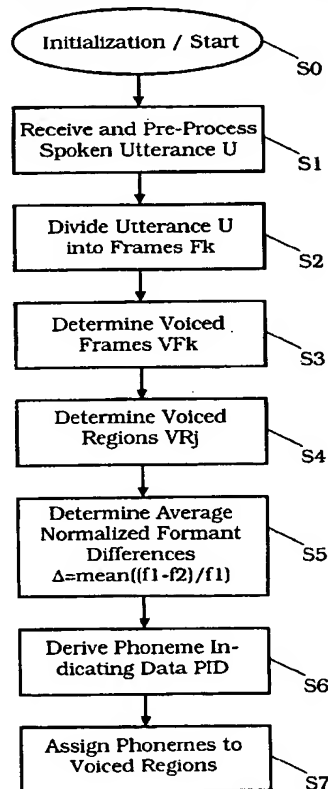 Initialization / Start
S0
Receive and Pre-Process
Spoken Utterance U
S1
Divide Utterance U
into Frames Fk
S2
Determine Voiced
Frames VFk
S3
Determine Voiced
Regions VRj
S4
Determine Average
Normalized Formant
Differences
Δ=mean((f1-f2)/f1)
S5
Derive Phoneme In-
dicating Data PID
S6
Assign Phonemes to
Voiced Regions
S7